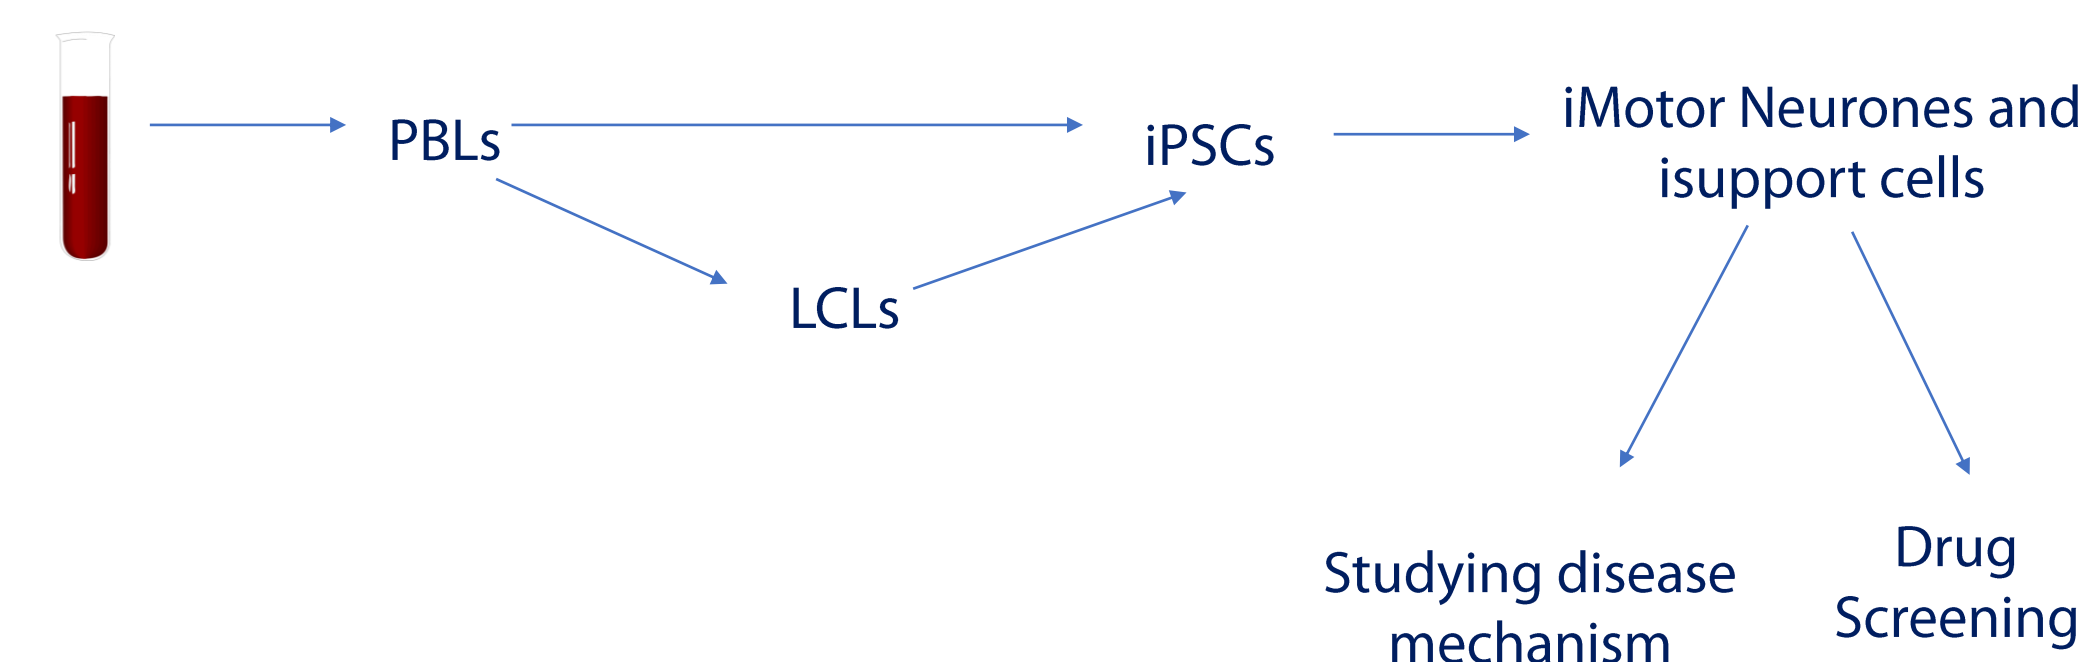 PBLs
iPSCs
iMotor Neurones and
isupport cells
LCLs
Studying disease
mechanism
Drug
Screening